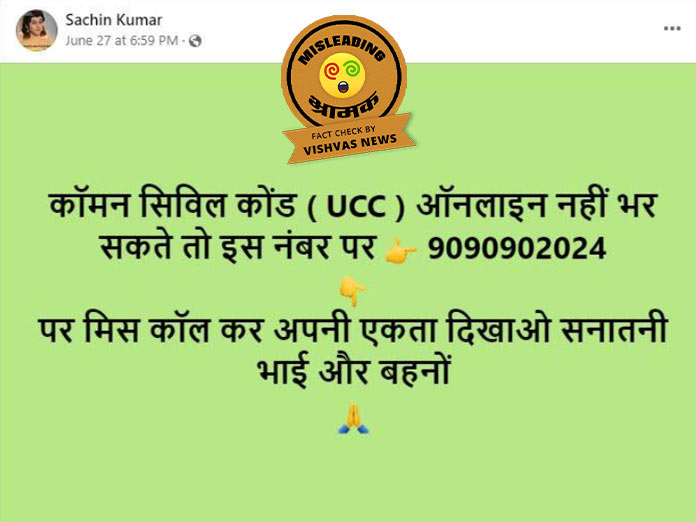 Sachin Kumar
June 27 at 6:59 PM ·
MISLEADING
भ्रामक
FACT CHECK BY
VISHVAS NEWS
कॉमन सिविल कोंड ( UCC ) ऑनलाइन नहीं भर
सकते तो इस नंबर पर 👉 9090902024
👇
पर मिस कॉल कर अपनी एकता दिखाओ सनातनी
भाई और बहनों
🙏